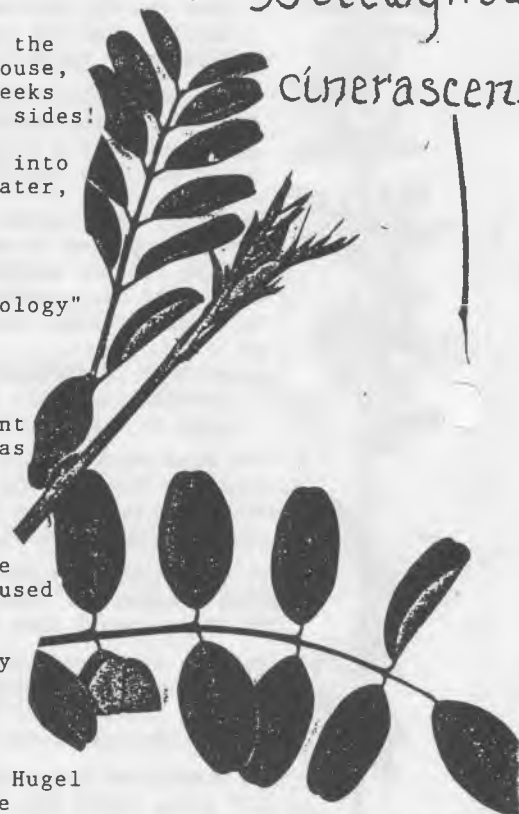 cinerascen
the
ouse,
eeks
sides!
into
ater,
ology"
nt
as
e
used
y
Hugel
e